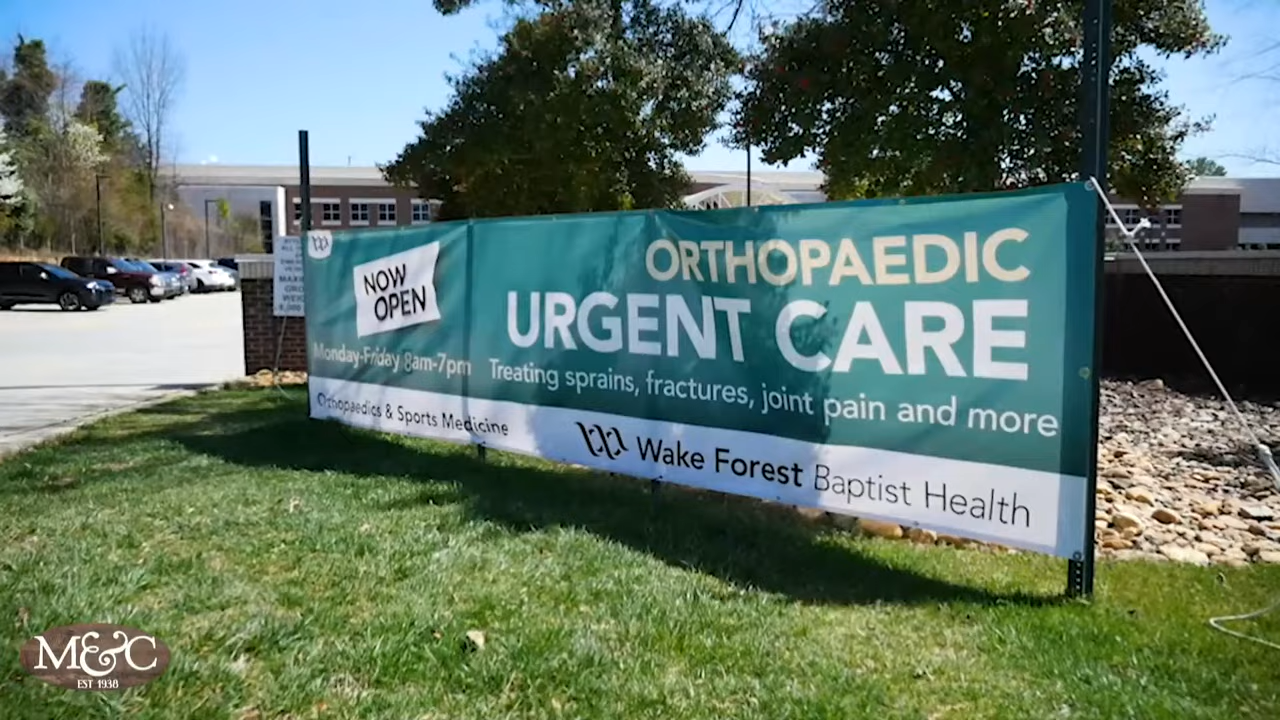 NOW
OPEN
Monday-Friday 8am-7pm
Orthopaedics & Sports Medicine
ORTHOPAEDIC
URGENT CARE
Treating sprains, fractures, joint pain and more
Wake Forest Baptist Health
M&C
EST 1938